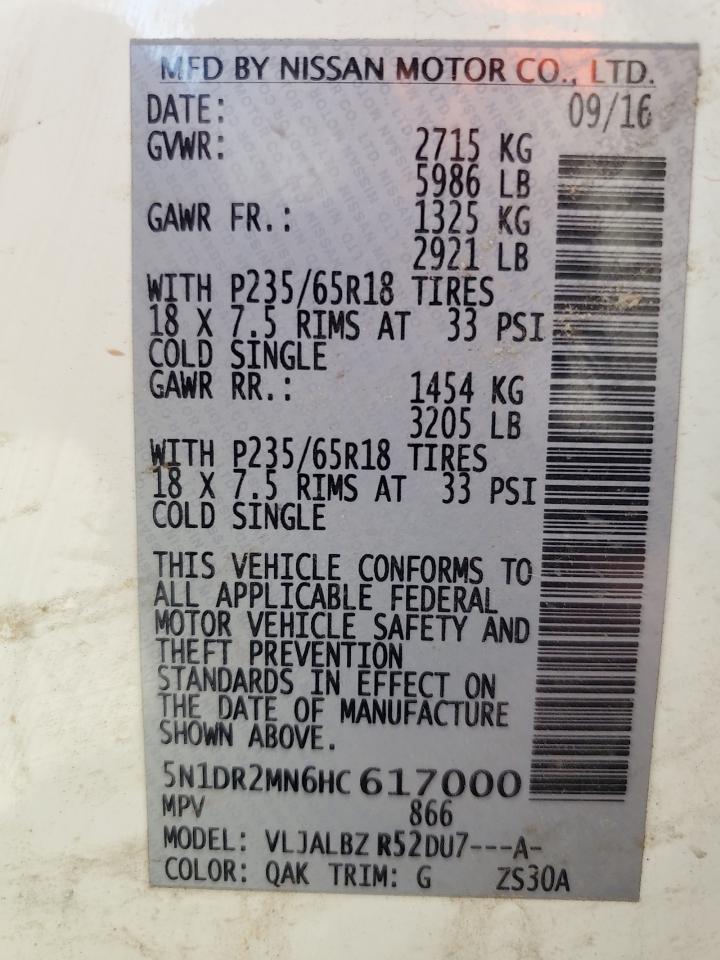 MFD BY NISSAN MOTOR CO., LTD.
DATE: 09/16
GVWR: 2715 KG
5986 LB
GAWR FR.: 1325 KG
2921 LB
WITH P235/65R18 TIRES
18 X 7.5 RIMS AT 33 PSI
COLD SINGLE
GAWR RR.: 1454 KG
3205 LB
WITH P235/65R18 TIRES
18 X 7.5 RIMS AT 33 PSI
COLD SINGLE
THIS VEHICLE CONFORMS TO
ALL APPLICABLE FEDERAL
MOTOR VEHICLE SAFETY AND
THEFT PREVENTION
STANDARDS IN EFFECT ON
THE DATE OF MANUFACTURE
SHOWN ABOVE.
5N1DR2MN6HC617000
MPV 866
MODEL: VLJALBZ R52DU7---A-
COLOR: QAK TRIM: G ZS30A